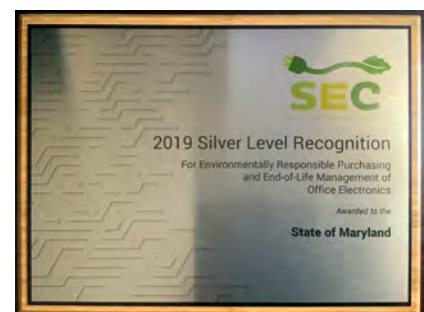 SEC
2019 Silver Level Recognition
For Environmentally Responsible Purchasing
and End-of-Life Management of
Office Electronics
Awarded to the
State of Maryland